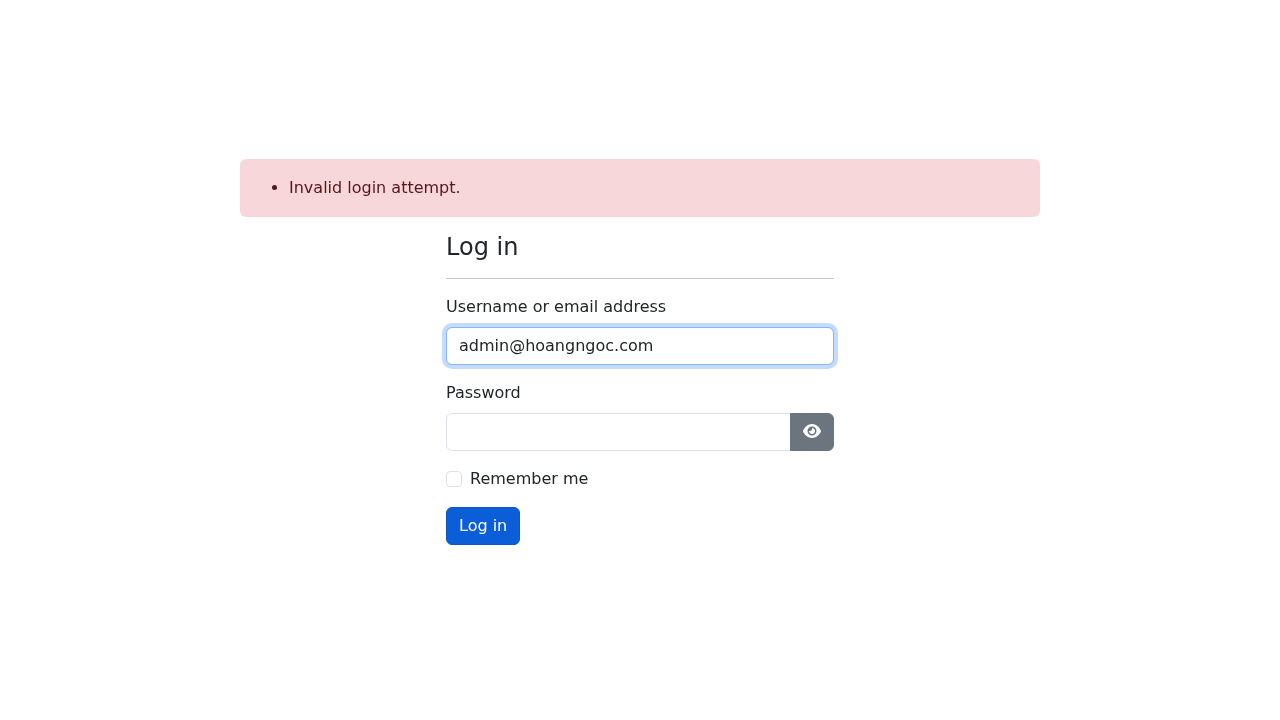 Invalid login attempt.
Log in
Username or email address
admin@hoangngoc.com
Password
Remember me
Log in